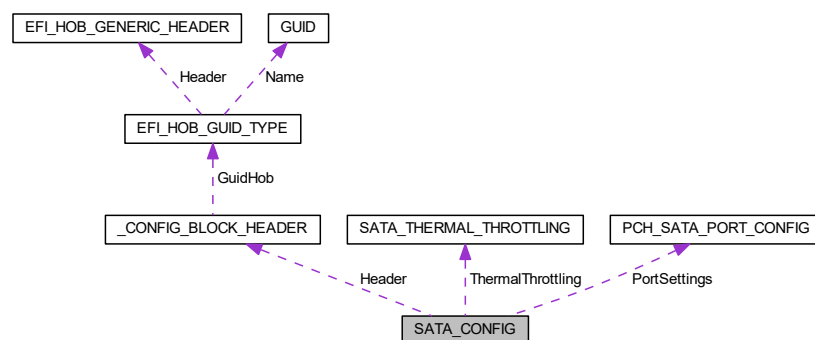 EFI_HOB_GENERIC_HEADER
GUID
Header
Name
EFI_HOB_GUID_TYPE
GuidHob
_CONFIG_BLOCK_HEADER
SATA_THERMAL_THROTTLING
PCH_SATA_PORT_CONFIG
Header
ThermalThrottling
PortSettings
SATA_CONFIG